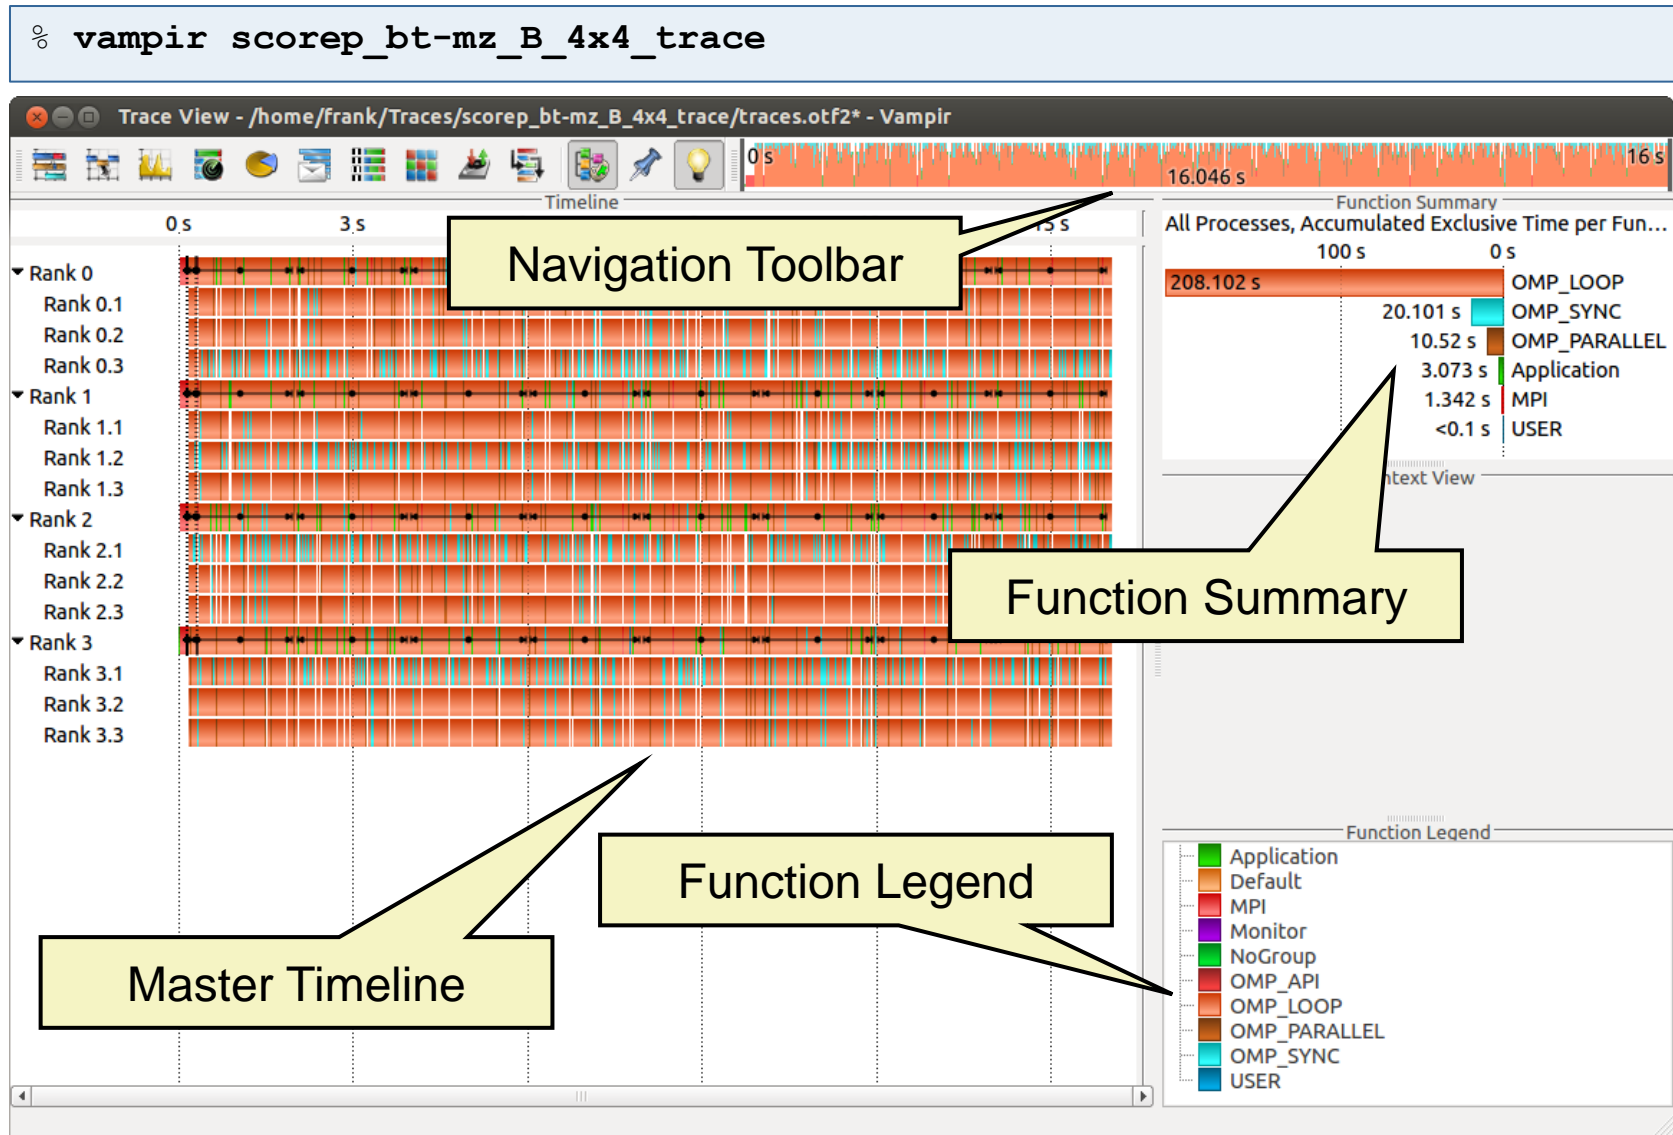 % vampir scorep_bt-mz_B_4x4_trace
Trace View - /home/frank/Traces/scorep_bt-mz_B_4x4_trace/traces.otf2* - Vampir
0 s
16 s
16.046 s
Timeline
0 s
3 s
15 s
Navigation Toolbar
Rank 0
Rank 0.1
Rank 0.2
Rank 0.3
Rank 1
Rank 1.1
Rank 1.2
Rank 1.3
Rank 2
Rank 2.1
Rank 2.2
Rank 2.3
Rank 3
Rank 3.1
Rank 3.2
Rank 3.3
Function Summary
All Processes, Accumulated Exclusive Time per Fun...
100 s
0 s
208.102 s OMP_LOOP
20.101 s OMP_SYNC
10.52 s OMP_PARALLEL
3.073 s Application
1.342 s MPI
<0.1 s USER
View
Function Summary
Master Timeline
Function Legend
Function Legend
Application
Default
MPI
Monitor
NoGroup
OMP_API
OMP_LOOP
OMP_PARALLEL
OMP_SYNC
USER